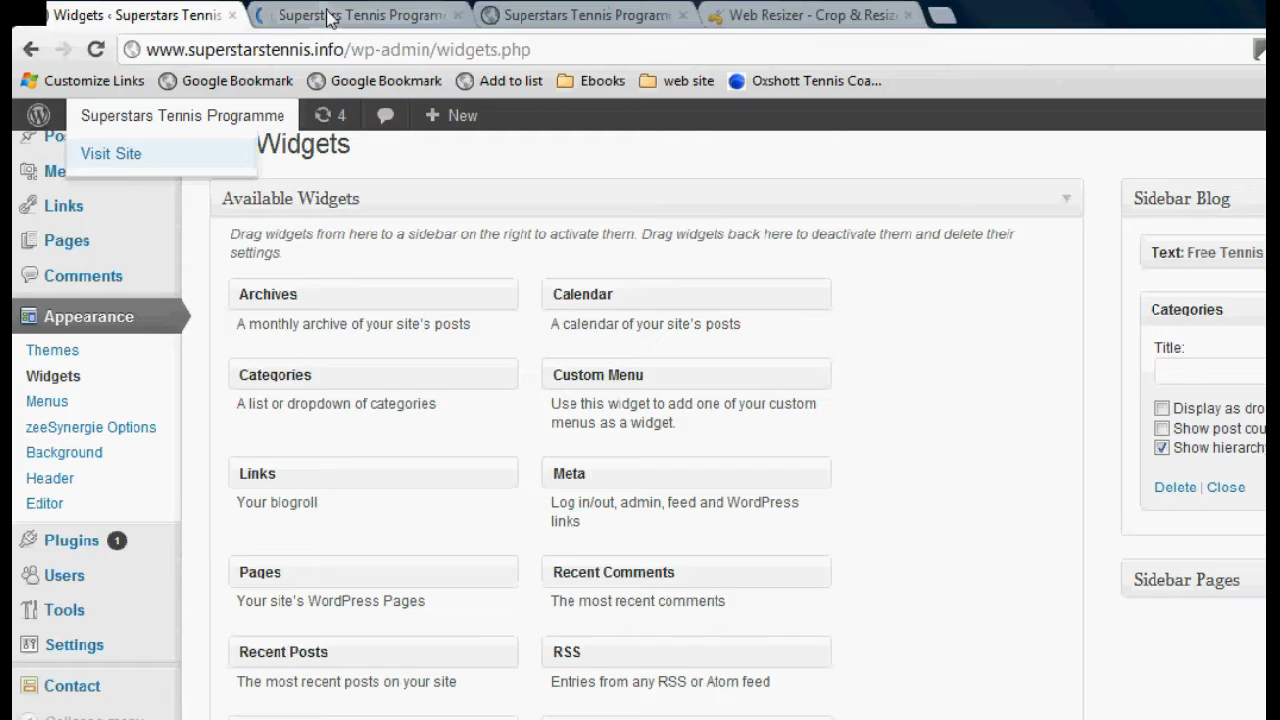 Widgets ‹ Superstars Tennis
Superstars Tennis Programm
Superstars Tennis Programm
Web Resizer - Crop & Resiz
www.superstarstennis.info/wp-admin/widgets.php
Customize Links
Google Bookmark
Google Bookmark
Add to list
Ebooks
web site
Oxshott Tennis Coa...
Superstars Tennis Programme
4
+ New
Visit Site
Widgets
Po
Me
Links
Pages
Comments
Appearance
Themes
Widgets
Menus
zeeSynergie Options
Background
Header
Editor
Plugins 1
Users
Tools
Settings
Contact
Collapse menu
Available Widgets
Drag widgets from here to a sidebar on the right to activate them. Drag widgets back here to deactivate them and delete their
settings.
Archives
A monthly archive of your site's posts
Calendar
A calendar of your site's posts
Categories
A list or dropdown of categories
Custom Menu
Use this widget to add one of your custom
menus as a widget.
Links
Your blogroll
Meta
Log in/out, admin, feed and WordPress
links
Pages
Your site's WordPress Pages
Recent Comments
The most recent comments
Recent Posts
The most recent posts on your site
RSS
Entries from any RSS or Atom feed
Sidebar Blog
Text: Free Tennis
Categories
Title:
Display as dro
Show post cou
Show hierarch
Delete | Close
Sidebar Pages